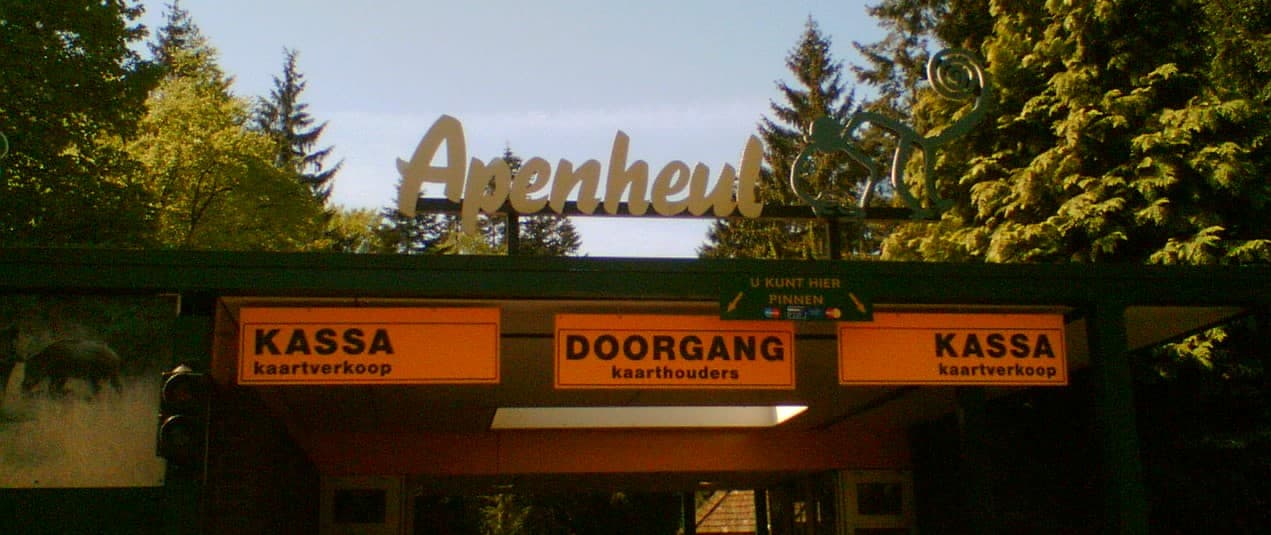 Apenheul
U KUNT HIER
PINNEN
KASSA
kaartverkoop
DOORGANG
kaarthouders
KASSA
kaartverkoop